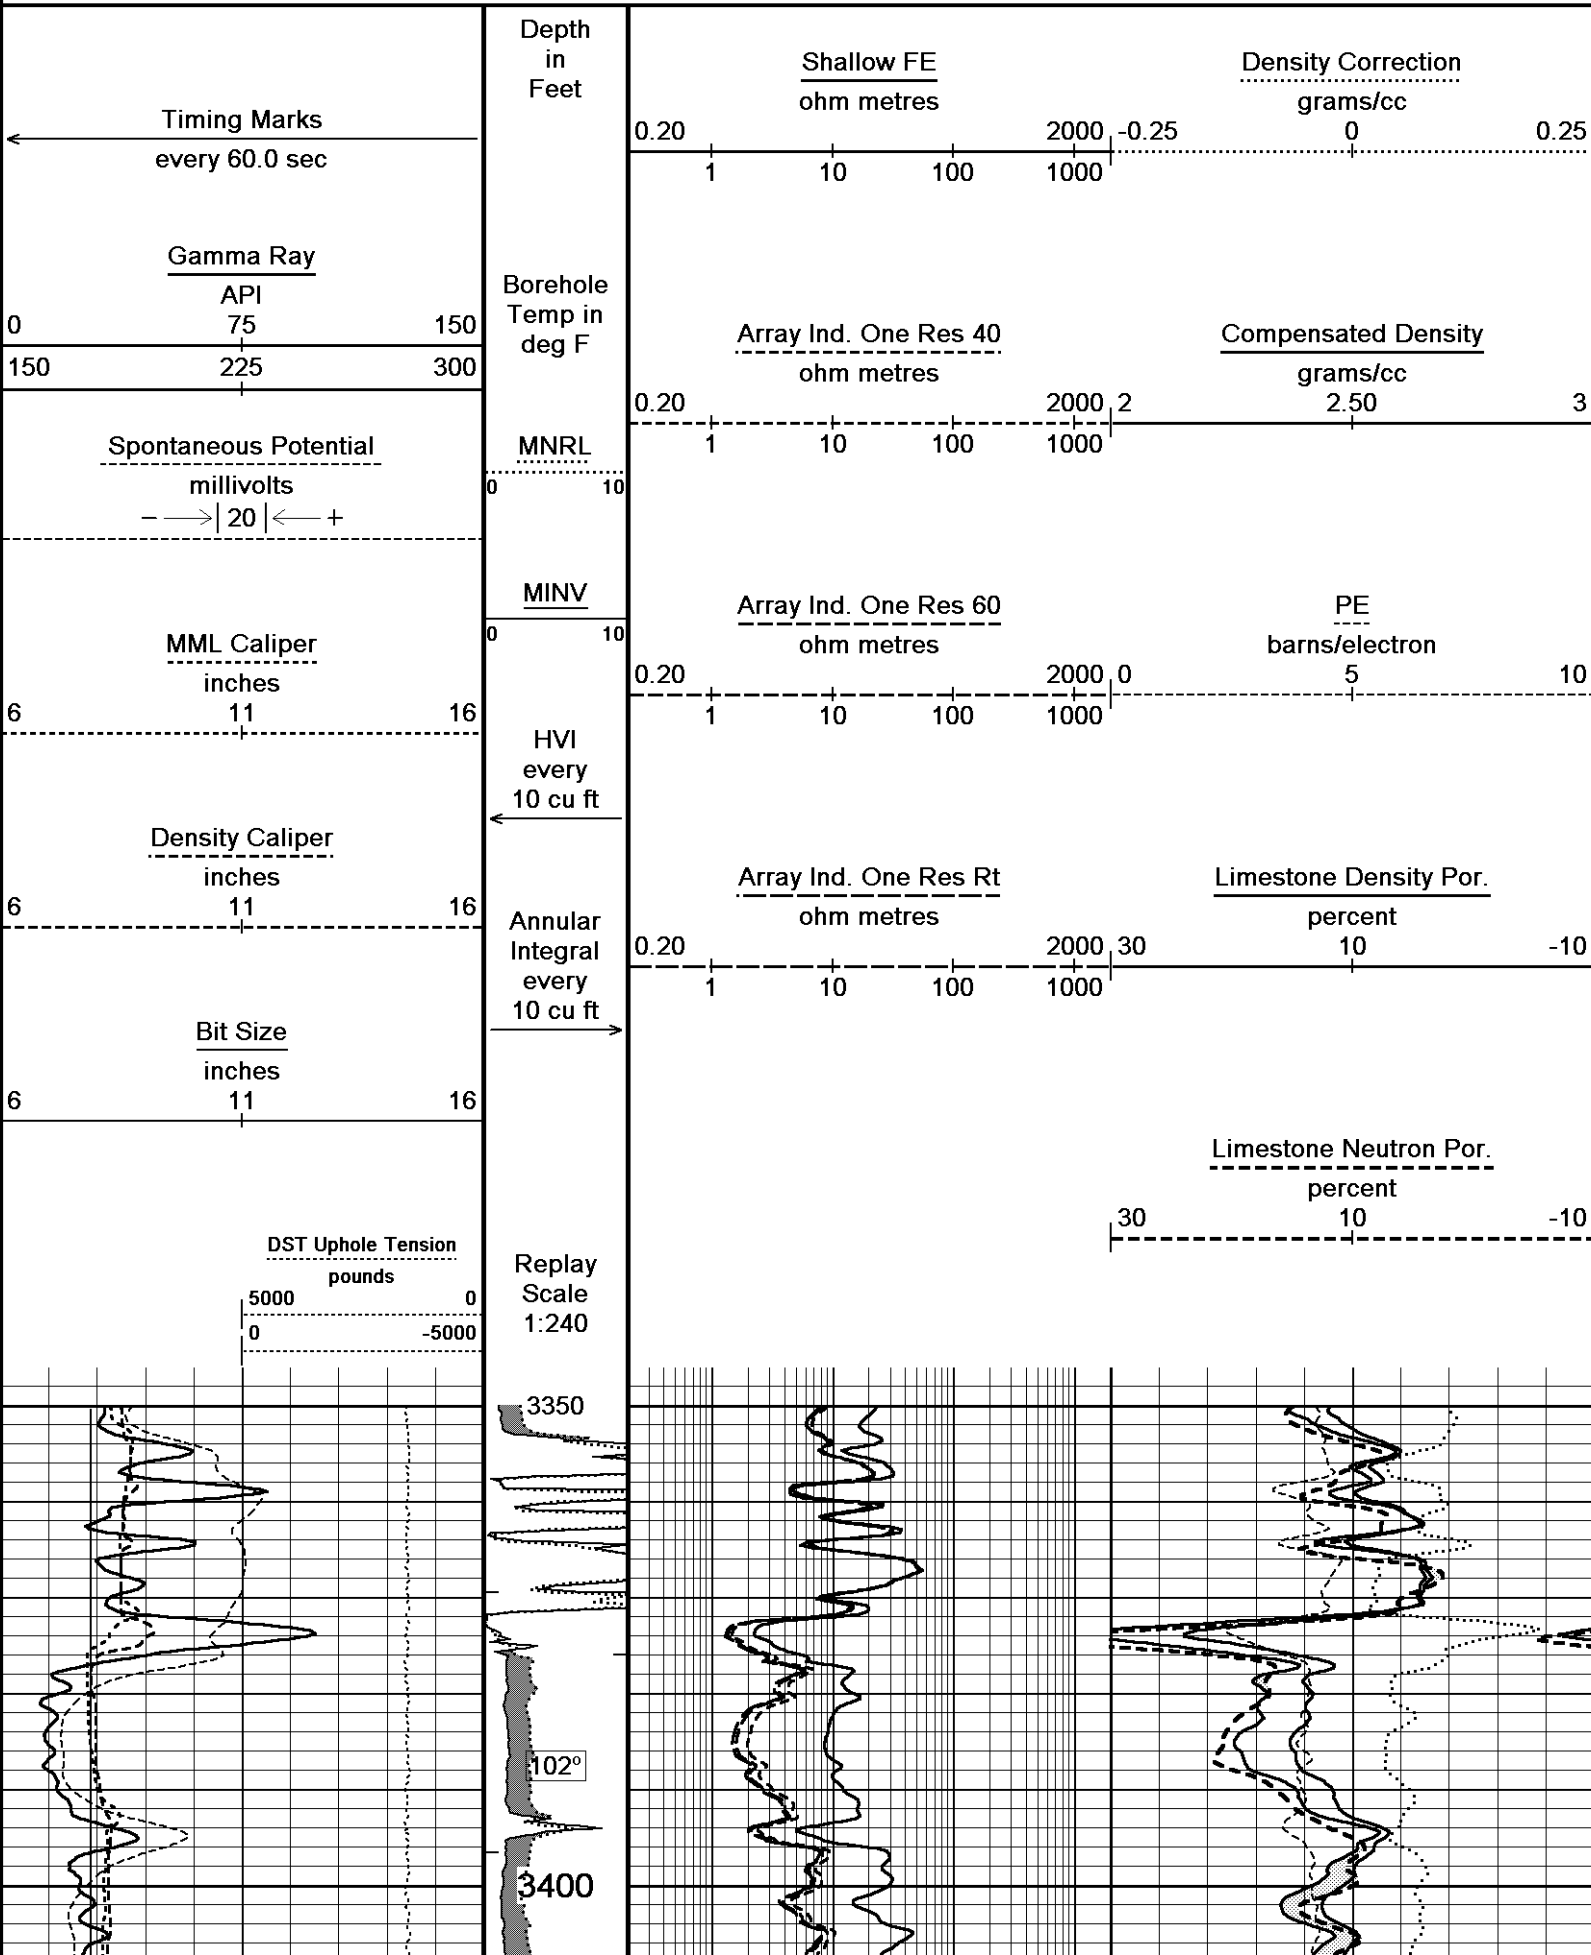 Timing Marks
every 60.0 sec
Gamma Ray
API
0 75 150
150 225 300
Spontaneous Potential
millivolts
− 20 +
MML Caliper
inches
6 11 16
Density Caliper
inches
6 11 16
Bit Size
inches
6 11 16
DST Uphole Tension
pounds
5000 0
0 -5000
Depth
in
Feet
Borehole
Temp in
deg F
MNRL
0 10
MINV
0 10
HVI
every
10 cu ft
Annular
Integral
every
10 cu ft
Replay
Scale
1:240
3350
102º
3400
Shallow FE
ohm metres
0.20 2000
1 10 100 1000
Array Ind. One Res 40
ohm metres
0.20 2000
1 10 100 1000
Array Ind. One Res 60
ohm metres
0.20 2000
1 10 100 1000
Array Ind. One Res Rt
ohm metres
0.20 2000
1 10 100 1000
Density Correction
grams/cc
-0.25 0 0.25
Compensated Density
grams/cc
2 2.50 3
PE
barns/electron
0 5 10
Limestone Density Por.
percent
30 10 -10
Limestone Neutron Por.
percent
30 10 -10